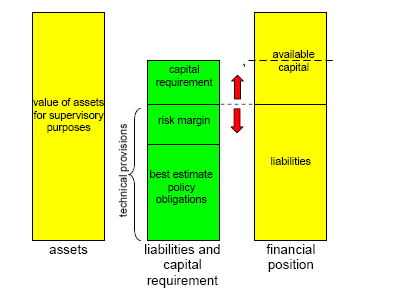 value of assets
for supervisory
purposes
assets
technical provisions
capital
requirement
risk margin
best estimate
policy
obligations
liabilities and
capital
requirement
available
capital
liabilities
financial
position